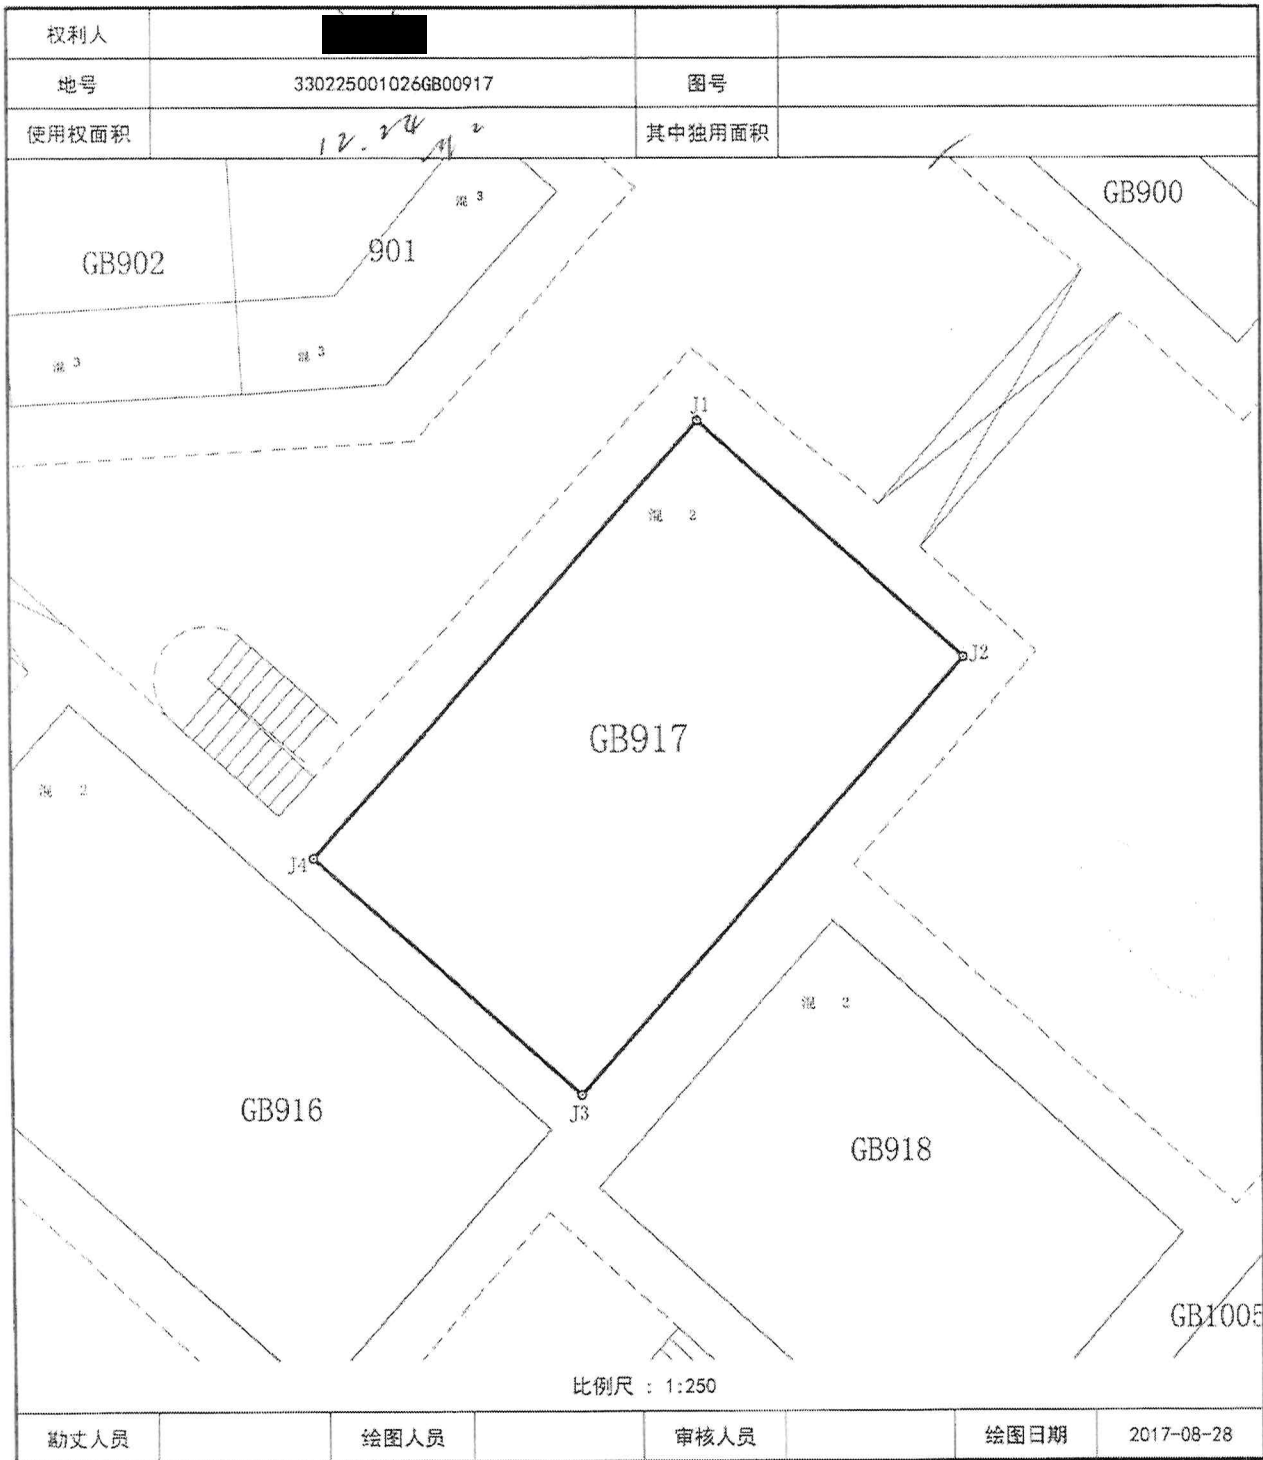 权利人
地号 330225001026GB00917 图号
使用权面积 12.24 m² 其中独用面积
GB900
混 3
901
GB902
混 3
混 3
J1
混 2
J2
GB917
混 2
J4
混 2
J3
GB916
GB918
GB1005
比例尺 : 1:250
勘丈人员 绘图人员 审核人员 绘图日期 2017-08-28